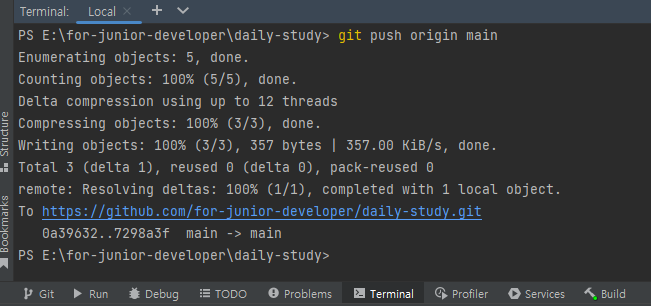 Terminal: Local
PS E:\for-junior-developer\daily-study> git push origin main
Enumerating objects: 5, done.
Counting objects: 100% (5/5), done.
Delta compression using up to 12 threads
Compressing objects: 100% (3/3), done.
Writing objects: 100% (3/3), 357 bytes | 357.00 KiB/s, done.
Total 3 (delta 1), reused 0 (delta 0), pack-reused 0
remote: Resolving deltas: 100% (1/1), completed with 1 local object.
To https://github.com/for-junior-developer/daily-study.git
   0a39632..7298a3f  main -> main
PS E:\for-junior-developer\daily-study>
Structure
Bookmarks
Git Run Debug TODO Problems Terminal Profiler Services Build